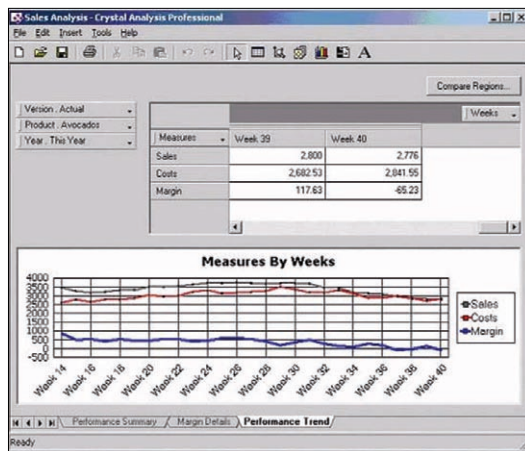 Sales Analysis - Crystal Analysis Professional
File Edit Insert Tools Help
A
Compare Regions...
Version . Actual
Product . Avocados
Year . This Year
Weeks
Measures Week 39 Week 40
Sales 2,800 2,776
Costs 2,682.53 2,841.55
Margin 117.63 -65.23
Measures By Weeks
4000
3500
3000
2500
2000
1500
1000
500
0
-500
Week 14 Week 16 Week 18 Week 20 Week 22 Week 24 Week 26 Week 28 Week 30 Week 32 Week 34 Week 36 Week 38 Week 40
Sales
Costs
Margin
Performance Summary Margin Details Performance Trend
Ready